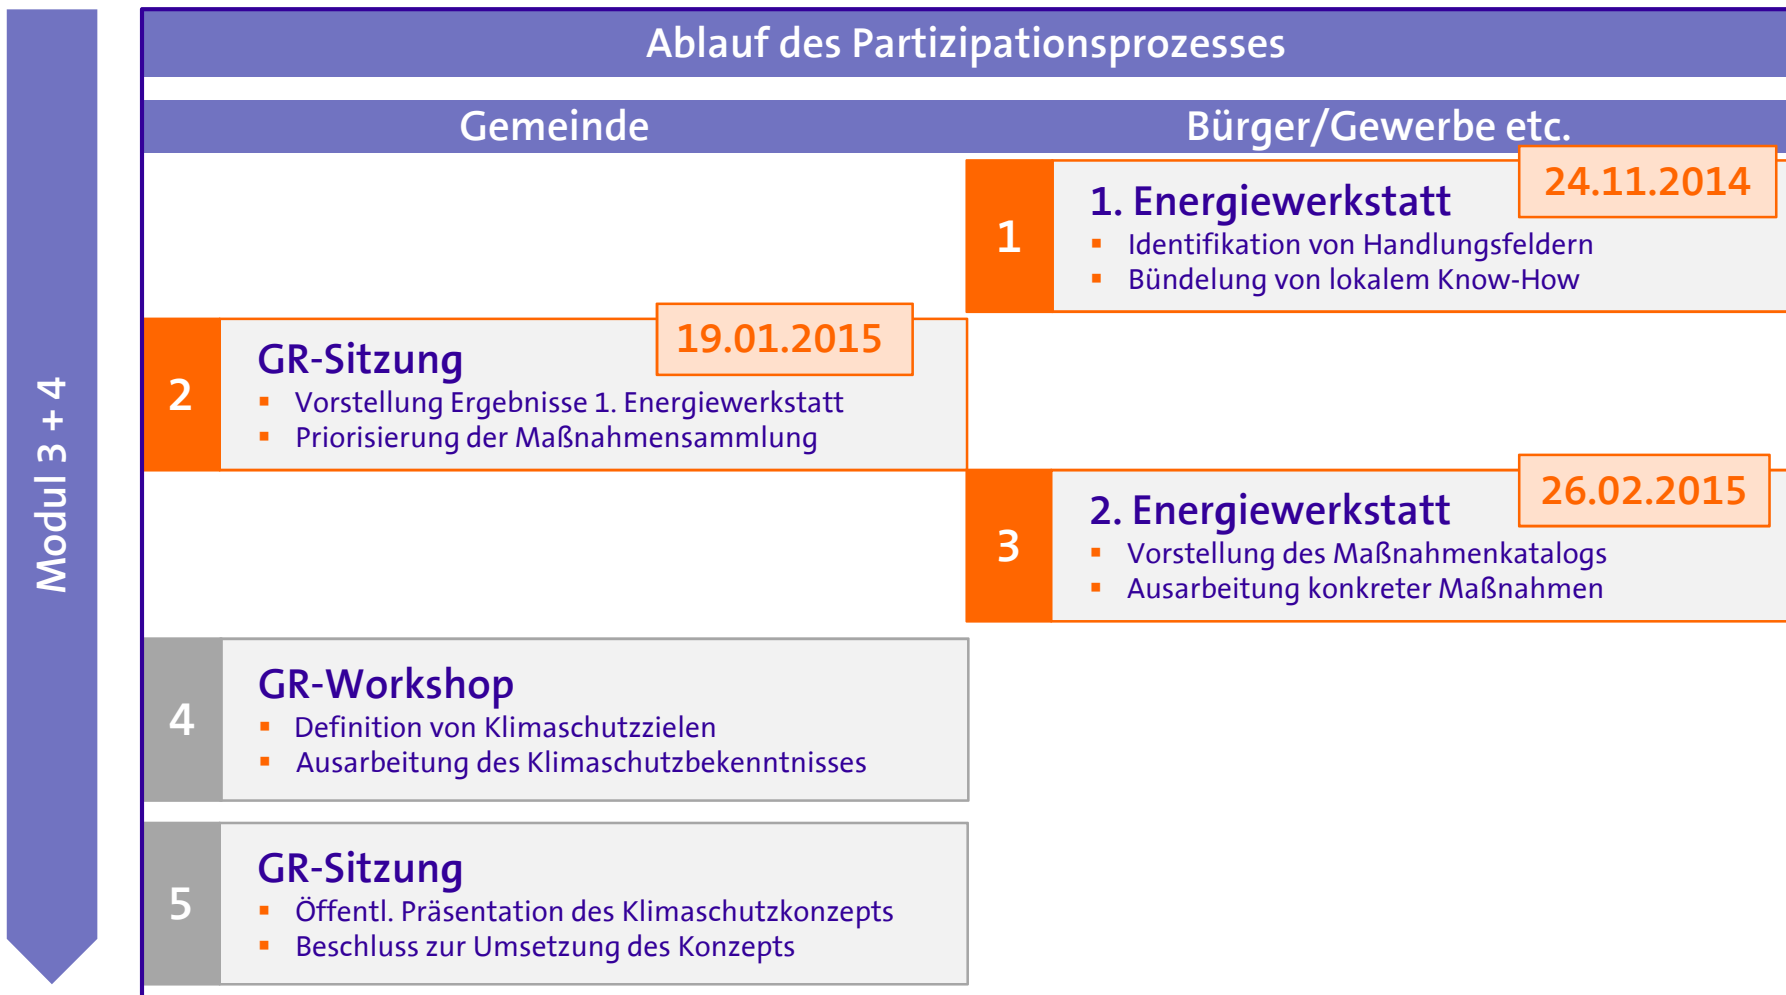 Ablauf des Partizipationsprozesses
Gemeinde
Bürger/Gewerbe etc.
Modul 3 + 4
1
1. Energiewerkstatt
24.11.2014
▪ Identifikation von Handlungsfeldern
▪ Bündelung von lokalem Know-How
2
GR-Sitzung
19.01.2015
▪ Vorstellung Ergebnisse 1. Energiewerkstatt
▪ Priorisierung der Maßnahmensammlung
3
2. Energiewerkstatt
26.02.2015
▪ Vorstellung des Maßnahmenkatalogs
▪ Ausarbeitung konkreter Maßnahmen
4
GR-Workshop
▪ Definition von Klimaschutzzielen
▪ Ausarbeitung des Klimaschutzbekenntnisses
5
GR-Sitzung
▪ Öffentl. Präsentation des Klimaschutzkonzepts
▪ Beschluss zur Umsetzung des Konzepts